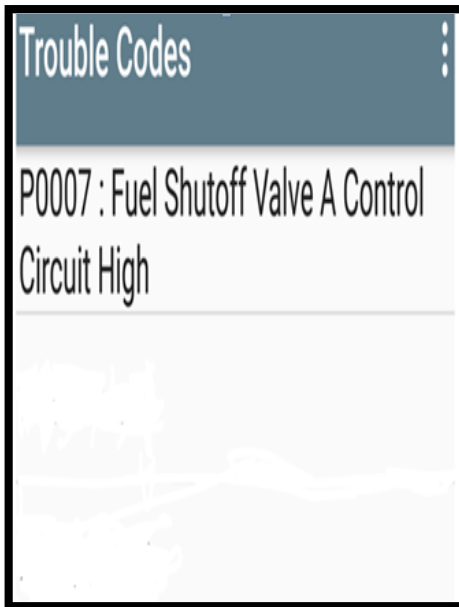 Trouble Codes
P0007 : Fuel Shutoff Valve A Control
Circuit High